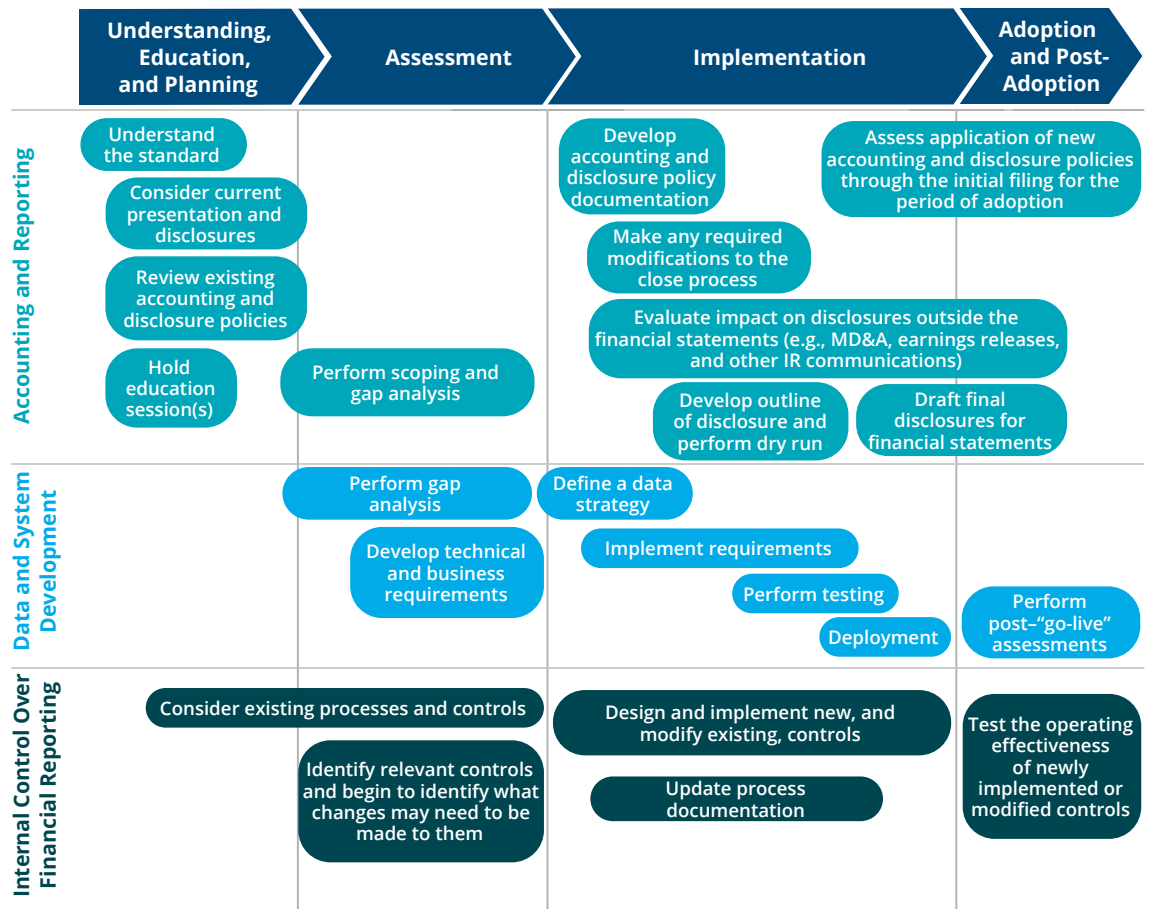 Understanding,
Education,
and Planning
Assessment
Implementation
Adoption
and Post-
Adoption
Accounting and Reporting
Understand
the standard
Consider current
presentation and
disclosures
Review existing
accounting and
disclosure policies
Hold
education
session(s)
Perform scoping and
gap analysis
Develop
accounting and
disclosure policy
documentation
Assess application of new
accounting and disclosure policies
through the initial filing for the
period of adoption
Make any required
modifications to the
close process
Evaluate impact on disclosures outside the
financial statements (e.g., MD&A, earnings releases,
and other IR communications)
Develop outline
of disclosure and
perform dry run
Draft final
disclosures for
financial statements
Data and System
Development
Perform gap
analysis
Develop technical
and business
requirements
Define a data
strategy
Implement requirements
Perform testing
Deployment
Perform
post–“go-live”
assessments
Internal Control Over
Financial Reporting
Consider existing processes and controls
Identify relevant controls
and begin to identify what
changes may need to be
made to them
Design and implement new, and
modify existing, controls
Update process
documentation
Test the operating
effectiveness
of newly
implemented or
modified controls